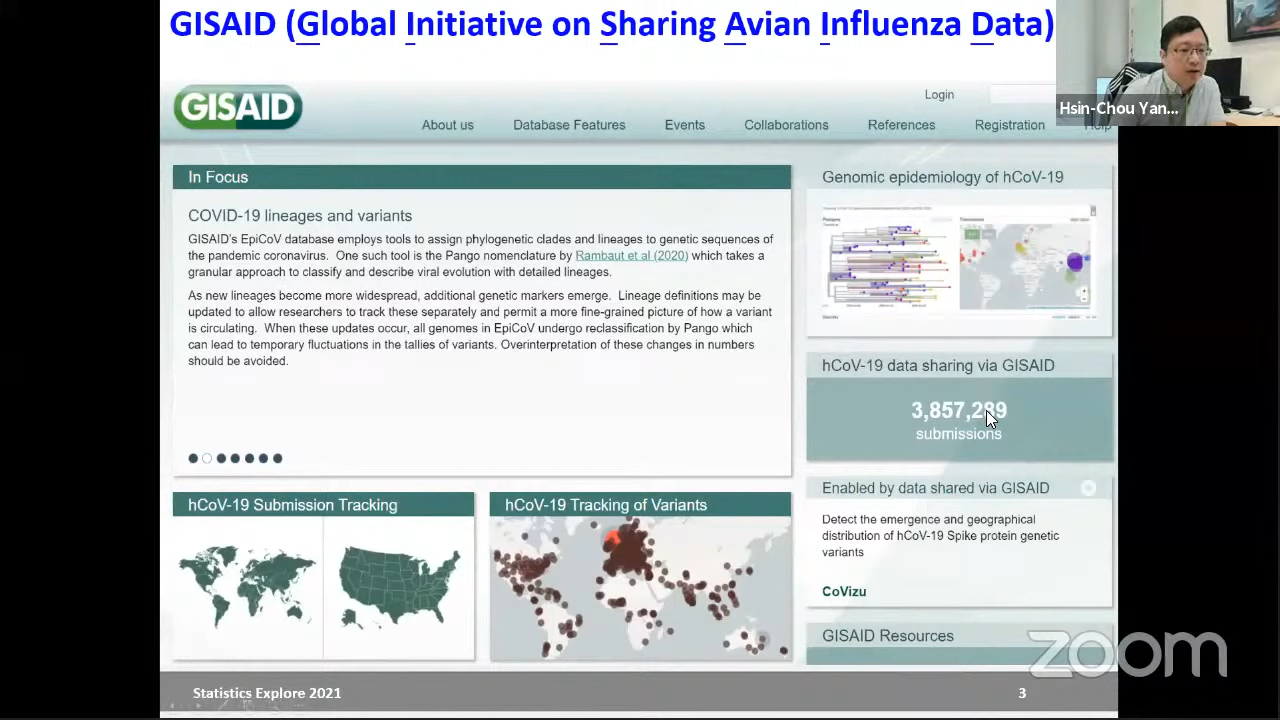 GISAID (Global Initiative on Sharing Avian Influenza Data)
Hsin-Chou Yan...
GISAID
Login
About us
Database Features
Events
Collaborations
References
Registration
Help
In Focus
COVID-19 lineages and variants
GISAID's EpiCoV database employs tools to assign phylogenetic clades and lineages to genetic sequences of
the pandemic coronavirus. One such tool is the Pango nomenclature by Rambaut et al (2020) which takes a
granular approach to classify and describe viral evolution with detailed lineages.
As new lineages become more widespread, additional genetic markers emerge. Lineage definitions may be
updated to allow researchers to track these separately and permit a more fine-grained picture of how a variant
is circulating. When these updates occur, all genomes in EpiCoV undergo reclassification by Pango which
can lead to temporary fluctuations in the tallies of variants. Overinterpretation of these changes in numbers
should be avoided.
Genomic epidemiology of hCoV-19
hCoV-19 data sharing via GISAID
3,857,289
submissions
Enabled by data shared via GISAID
Detect the emergence and geographical
distribution of hCoV-19 Spike protein genetic
variants
CoVizu
GISAID Resources
hCoV-19 Submission Tracking
hCoV-19 Tracking of Variants
zoom
Statistics Explore 2021
3